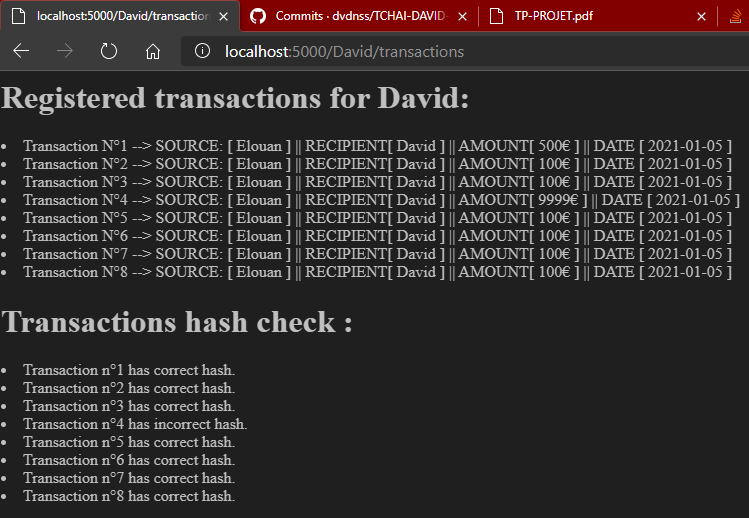 localhost:5000/David/transaction
Commits · dvdnss/TCHAI-DAVID-
TP-PROJET.pdf
localhost:5000/David/transactions
Registered transactions for David:
Transaction N°1 --> SOURCE: [ Elouan ] || RECIPIENT[ David ] || AMOUNT[ 500€ ] || DATE [ 2021-01-05 ]
Transaction N°2 --> SOURCE: [ Elouan ] || RECIPIENT[ David ] || AMOUNT[ 100€ ] || DATE [ 2021-01-05 ]
Transaction N°3 --> SOURCE: [ Elouan ] || RECIPIENT[ David ] || AMOUNT[ 100€ ] || DATE [ 2021-01-05 ]
Transaction N°4 --> SOURCE: [ Elouan ] || RECIPIENT[ David ] || AMOUNT[ 9999€ ] || DATE [ 2021-01-05 ]
Transaction N°5 --> SOURCE: [ Elouan ] || RECIPIENT[ David ] || AMOUNT[ 100€ ] || DATE [ 2021-01-05 ]
Transaction N°6 --> SOURCE: [ Elouan ] || RECIPIENT[ David ] || AMOUNT[ 100€ ] || DATE [ 2021-01-05 ]
Transaction N°7 --> SOURCE: [ Elouan ] || RECIPIENT[ David ] || AMOUNT[ 100€ ] || DATE [ 2021-01-05 ]
Transaction N°8 --> SOURCE: [ Elouan ] || RECIPIENT[ David ] || AMOUNT[ 100€ ] || DATE [ 2021-01-05 ]
Transactions hash check :
Transaction n°1 has correct hash.
Transaction n°2 has correct hash.
Transaction n°3 has correct hash.
Transaction n°4 has incorrect hash.
Transaction n°5 has correct hash.
Transaction n°6 has correct hash.
Transaction n°7 has correct hash.
Transaction n°8 has correct hash.